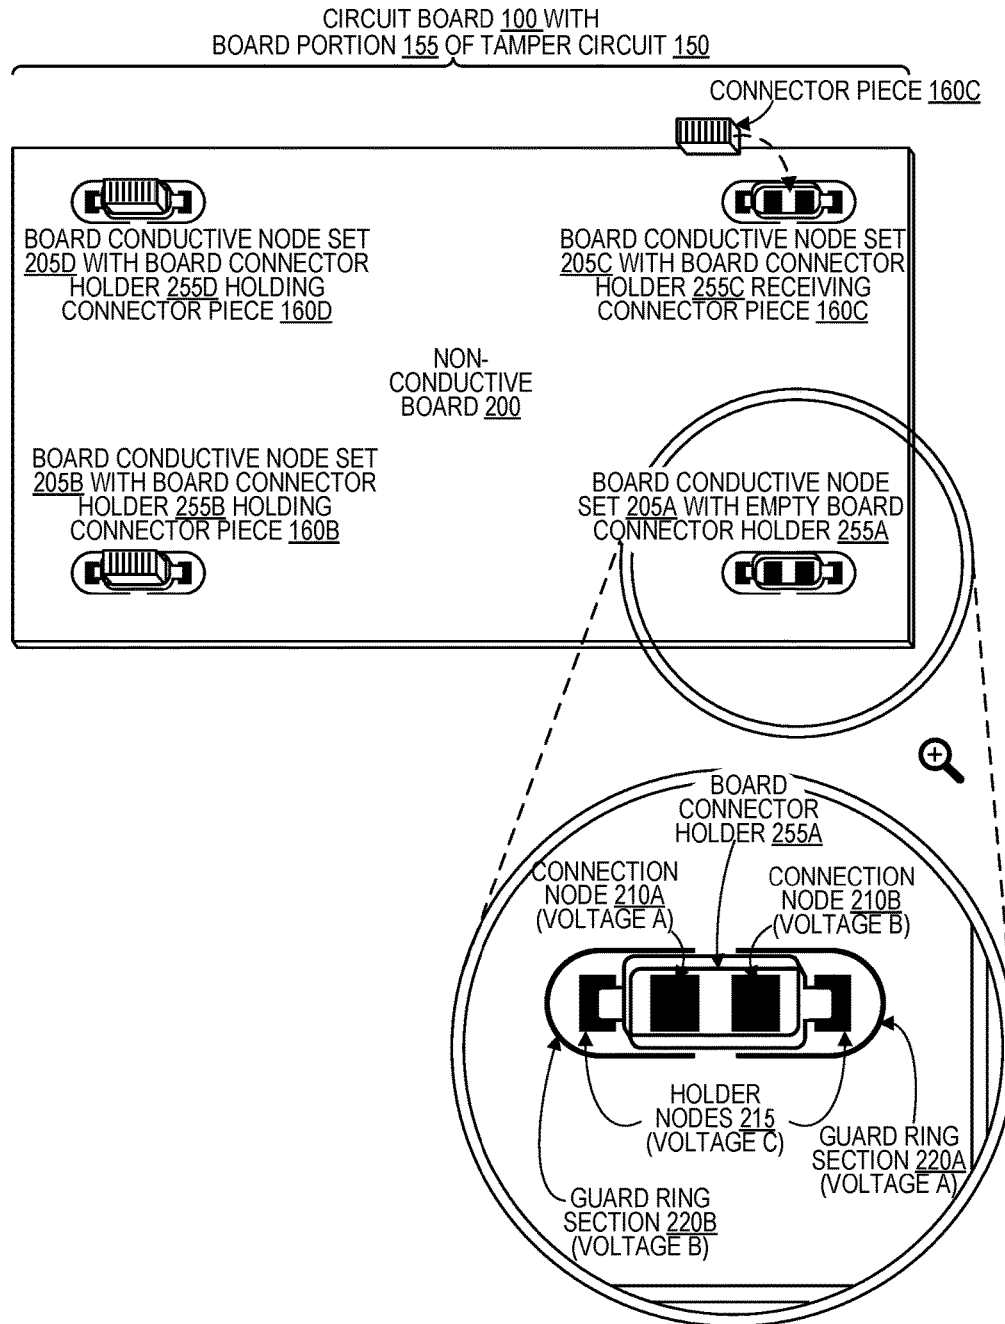 CIRCUIT BOARD 100 WITH
BOARD PORTION 155 OF TAMPER CIRCUIT 150
CONNECTOR PIECE 160C
BOARD CONDUCTIVE NODE SET
205D WITH BOARD CONNECTOR
HOLDER 255D HOLDING
CONNECTOR PIECE 160D
BOARD CONDUCTIVE NODE SET
205C WITH BOARD CONNECTOR
HOLDER 255C RECEIVING
CONNECTOR PIECE 160C
NON-
CONDUCTIVE
BOARD 200
BOARD CONDUCTIVE NODE SET
205B WITH BOARD CONNECTOR
HOLDER 255B HOLDING
CONNECTOR PIECE 160B
BOARD CONDUCTIVE NODE
SET 205A WITH EMPTY BOARD
CONNECTOR HOLDER 255A
BOARD
CONNECTOR
HOLDER 255A
CONNECTION
NODE 210A
(VOLTAGE A)
CONNECTION
NODE 210B
(VOLTAGE B)
HOLDER
NODES 215
(VOLTAGE C)
GUARD RING
SECTION 220A
(VOLTAGE A)
GUARD RING
SECTION 220B
(VOLTAGE B)